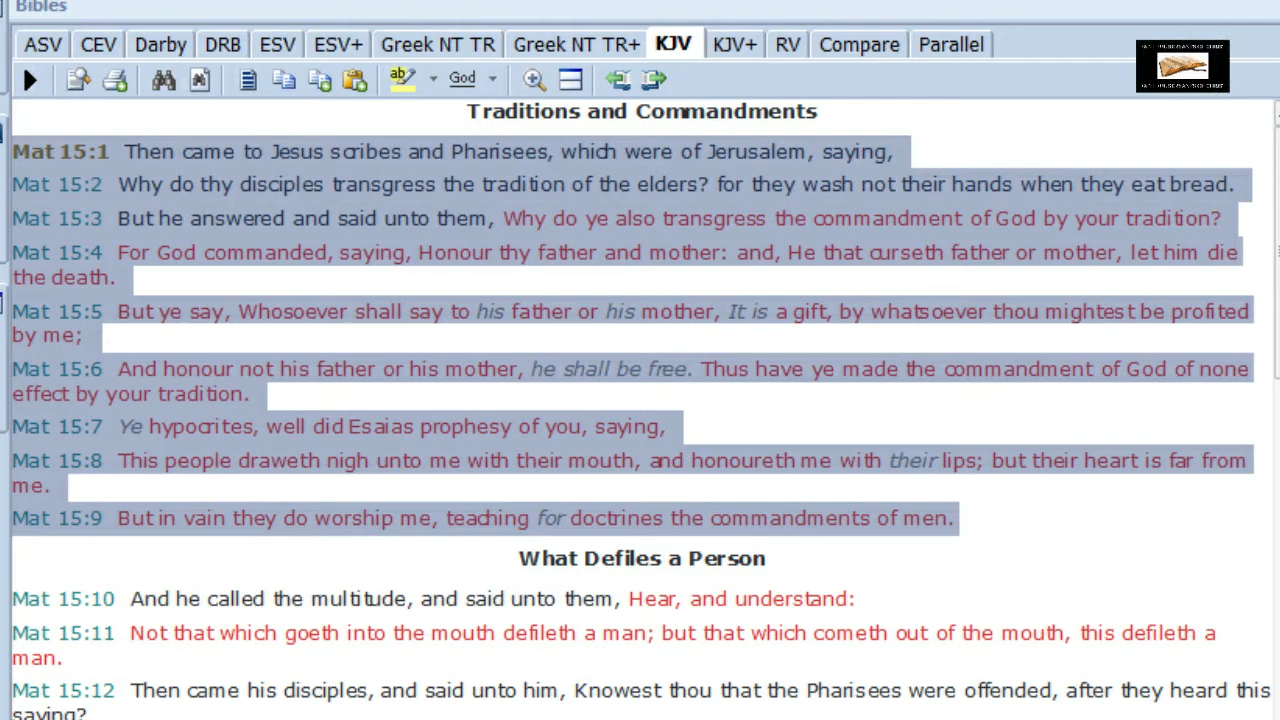 Bibles
ASV CEV Darby DRB ESV ESV+ Greek NT TR Greek NT TR+ KJV KJV+ RV Compare Parallel
ab God
Traditions and Commandments
Mat 15:1 Then came to Jesus scribes and Pharisees, which were of Jerusalem, saying,
Mat 15:2 Why do thy disciples transgress the tradition of the elders? for they wash not their hands when they eat bread.
Mat 15:3 But he answered and said unto them, Why do ye also transgress the commandment of God by your tradition?
Mat 15:4 For God commanded, saying, Honour thy father and mother: and, He that curseth father or mother, let him die
the death.
Mat 15:5 But ye say, Whosoever shall say to his father or his mother, It is a gift, by whatsoever thou mightest be profited
by me;
Mat 15:6 And honour not his father or his mother, he shall be free. Thus have ye made the commandment of God of none
effect by your tradition.
Mat 15:7 Ye hypocrites, well did Esaias prophesy of you, saying,
Mat 15:8 This people draweth nigh unto me with their mouth, and honoureth me with their lips; but their heart is far from
me.
Mat 15:9 But in vain they do worship me, teaching for doctrines the commandments of men.
What Defiles a Person
Mat 15:10 And he called the multitude, and said unto them, Hear, and understand:
Mat 15:11 Not that which goeth into the mouth defileth a man; but that which cometh out of the mouth, this defileth a
man.
Mat 15:12 Then came his disciples, and said unto him, Knowest thou that the Pharisees were offended, after they heard this
saying?